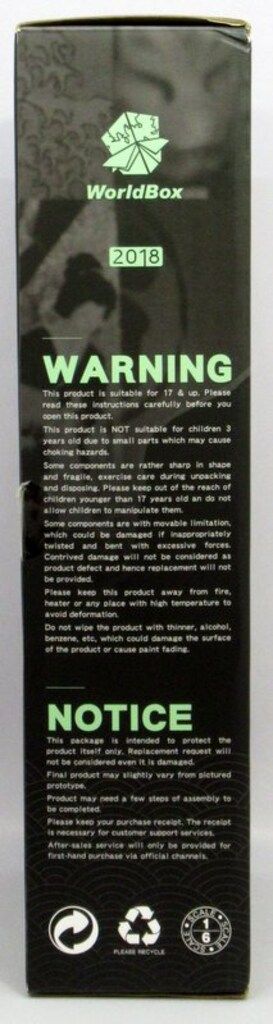 WorldBox
2018
WARNING
This product is suitable for 17 & up. Please
read these instructions carefully before you
open this product.
This product is NOT suitable for children 3
years old due to small parts which may cause
choking hazards.
Some components are rather sharp in shape
and fragile, exercise care during unpacking
and disposing. Please keep out of the reach of
children younger than 17 years old an do not
allow children to manipulate them.
Some components are with movable limitation,
which could be damaged if inappropriately
twisted and bent with excessive forces.
Contrived damage will not be considered as
product defect and hence replacement will not
be provided.
Please keep this product away from fire,
heater or any place with high temperature to
avoid deformation.
Do not wipe the product with thinner, alcohol,
benzene, etc, which could damage the surface
of the product or cause paint fading.
NOTICE
This package is intended to protect the
product itself only. Replacement request will
not be considered even it is damaged.
Final product may slightly vary from pictured
prototype.
Product may need a few steps of assembly to
be completed.
Please keep your purchase receipt. The receipt
is necessary for customer support services.
After-sales service will only be provided for
first-hand purchase via official channels.
PLEASE RECYCLE
SCALE SCALE SCALE
1
6